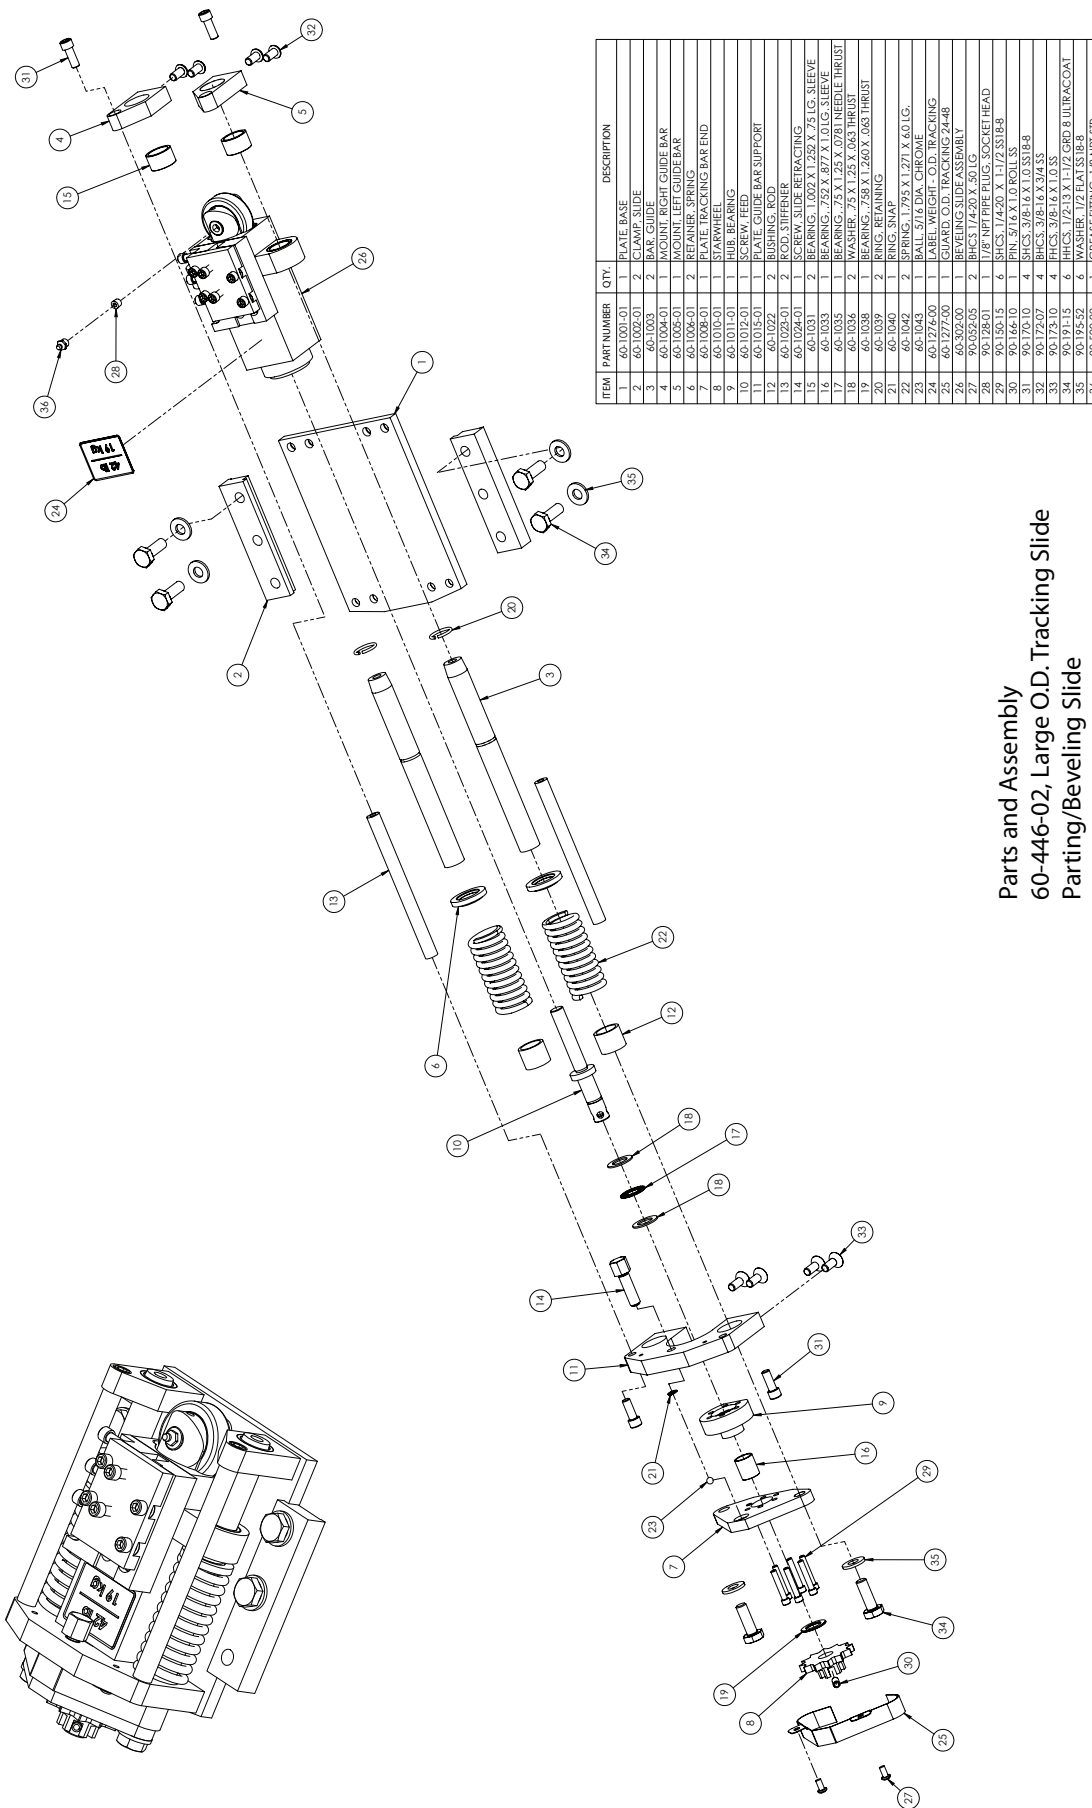 31
32
4
5
15
26
36
28
42 lb
19 kg
24
1
2
35
34
20
3
13
6
22
12
10
18
17
18
14
33
11
31
21
9
23
16
7
29
35
34
19
8
30
25
27
42 lb
19 kg
ITEM PART NUMBER QTY. DESCRIPTION
1 60-1001-01 1 PLATE, BASE
2 60-1002-01 2 CLAMP, SLIDE
3 60-1003 2 BAR, GUIDE
4 60-1004-01 1 MOUNT, RIGHT GUIDE BAR
5 60-1005-01 1 MOUNT, LEFT GUIDE BAR
6 60-1006-01 2 RETAINER, SPRING
7 60-1008-01 1 PLATE, TRACKING BAR END
8 60-1010-01 1 STARWHEEL
9 60-1011-01 1 HUB, BEARING
10 60-1012-01 1 SCREW, FEED
11 60-1015-01 1 PLATE, GUIDE BAR SUPPORT
12 60-1022 2 BUSHING, ROD
13 60-1023-01 2 ROD, STIFFENER
14 60-1024-01 1 SCREW, SLIDE RETRACTING
15 60-1031 2 BEARING, 1.002 X 1.252 X .75 LG. SLEEVE
16 60-1033 1 BEARING, .752 X .877 X 1.0 LG. SLEEVE
17 60-1035 1 BEARING, .75 X 1.25 X .0781 NEEDLE THRUST
18 60-1036 2 WASHER, .75 X 1.25 X .063 THRUST
19 60-1038 1 BEARING, .758 X 1.260 X .063 THRUST
20 60-1039 2 RING, RETAINING
21 60-1040 1 RING, SNAP
22 60-1042 2 SPRING, 1.795 X 1.271 X 6.0 LG.
23 60-1043 1 BALL, 5/16 DIA. CHROME
24 60-1276-00 1 LABEL, WEIGHT - O.D. TRACKING
25 60-1277-00 1 GUARD, O.D. TRACKING 24-48
26 60-302-00 1 BEVELING SLIDE ASSEMBLY
27 90-052-05 2 BHCS 1/4-20 X .50 LG
28 90-128-01 1 1/8" NPT PIPE PLUG, SOCKET HEAD
29 90-150-15 6 SHCS, 1/4-20 X 1-1/2 SS18-8
30 90-166-10 1 PIN, 5/16 X 1.0 ROLL SS
31 90-170-10 4 SHCS, 3/8-16 X 1.0 SS18-8
32 90-172-07 4 BHCS, 3/8-16 X 3/4 SS
33 90-173-10 4 FHCS, 3/8-16 X 1.0 SS
34 90-191-15 6 HHCS, 1/2-13 X 1-1/2 GRD 8 ULTRACOAT
35 90-195-52 6 WASHER, 1/2 FLAT SS18-8
Parts and Assembly
60-446-02, Large O.D. Tracking Slide
Parting/Beveling Slide